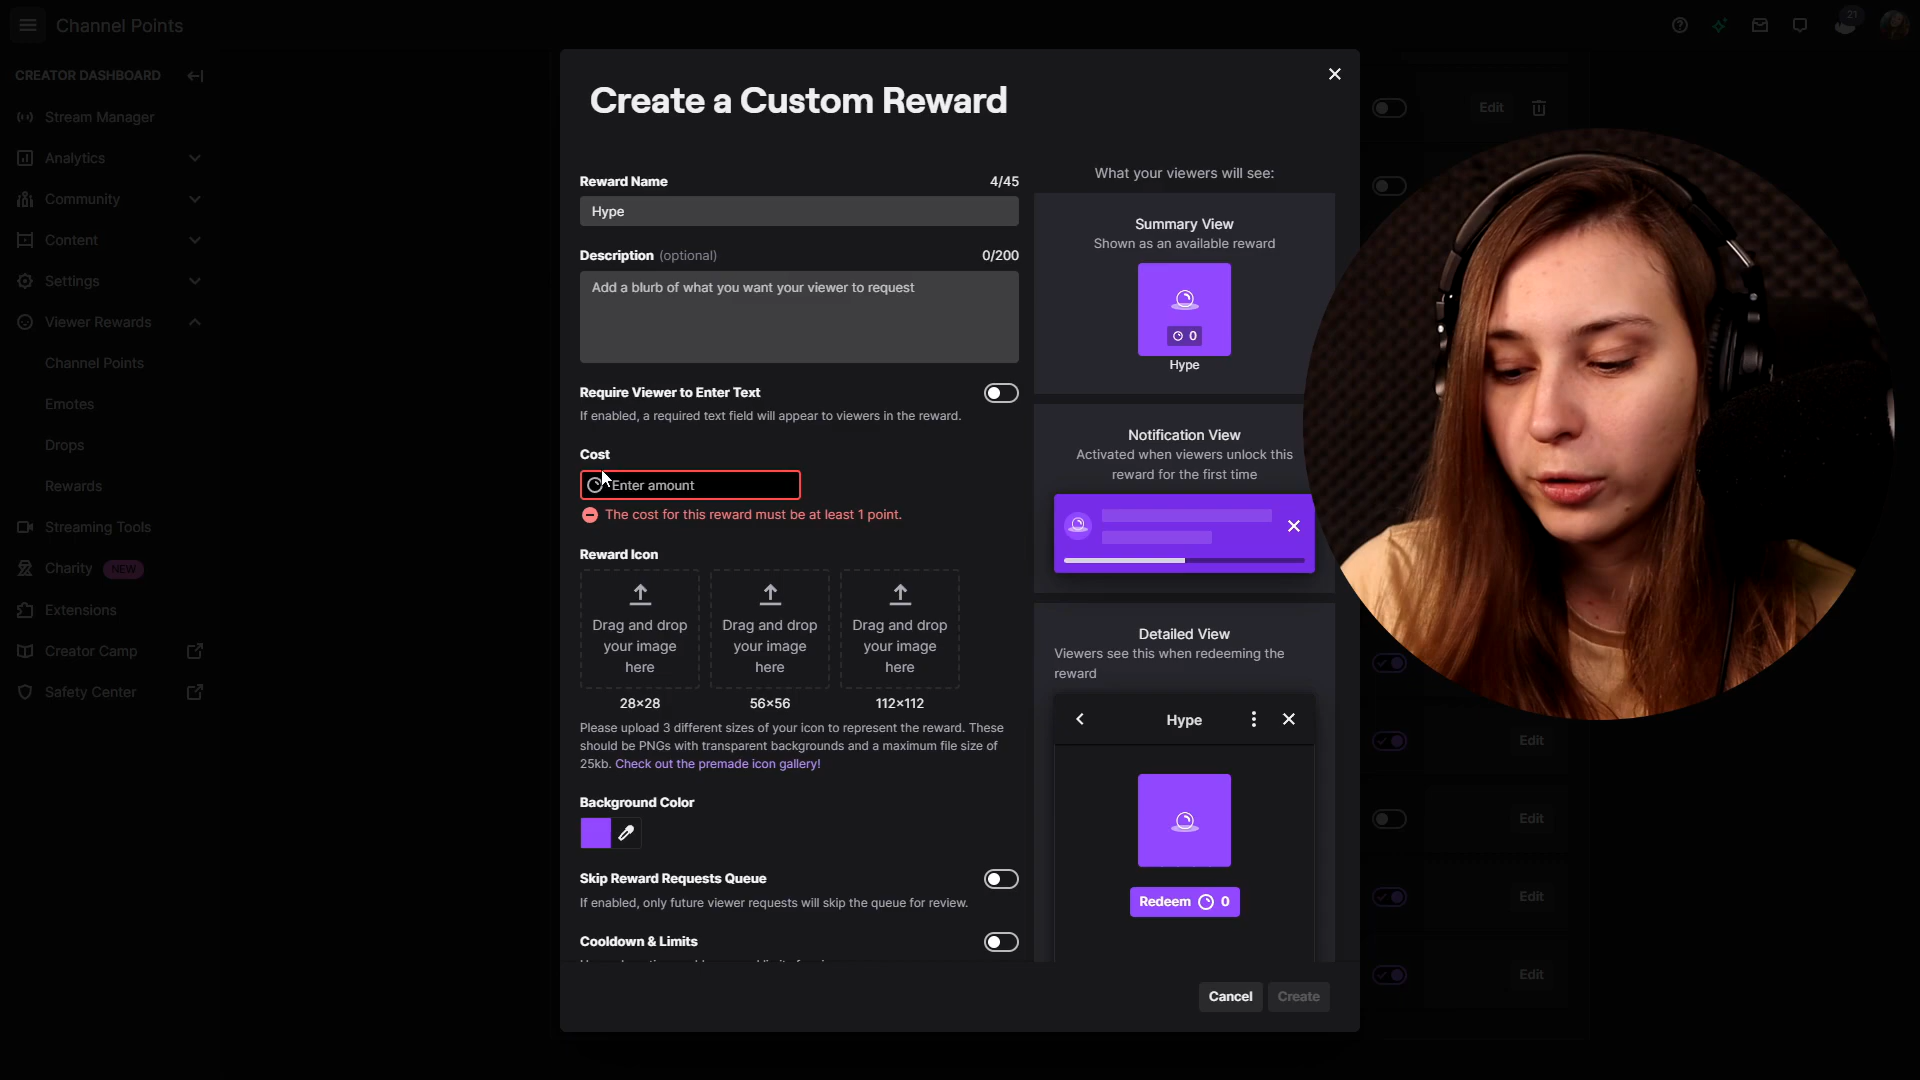 Channel Points
21
CREATOR DASHBOARD
Stream Manager
Analytics
Community
Content
Settings
Viewer Rewards
Channel Points
Emotes
Drops
Rewards
Streaming Tools
Charity NEW
Extensions
Creator Camp
Safety Center
Create a Custom Reward
Reward Name 4/45
Hype
Description (optional) 0/200
Add a blurb of what you want your viewer to request
Require Viewer to Enter Text
If enabled, a required text field will appear to viewers in the reward.
Cost
Enter amount
The cost for this reward must be at least 1 point.
Reward Icon
Drag and drop
your image
here
28×28
Drag and drop
your image
here
56×56
Drag and drop
your image
here
112×112
Please upload 3 different sizes of your icon to represent the reward. These
should be PNGs with transparent backgrounds and a maximum file size of
25kb. Check out the premade icon gallery!
Background Color
Skip Reward Requests Queue
If enabled, only future viewer requests will skip the queue for review.
Cooldown & Limits
What your viewers will see:
Summary View
Shown as an available reward
0
Hype
Notification View
Activated when viewers unlock this
reward for the first time
Detailed View
Viewers see this when redeeming the
reward
Hype
Redeem 0
Cancel
Create
Edit
Edit
Edit
Edit
Edit